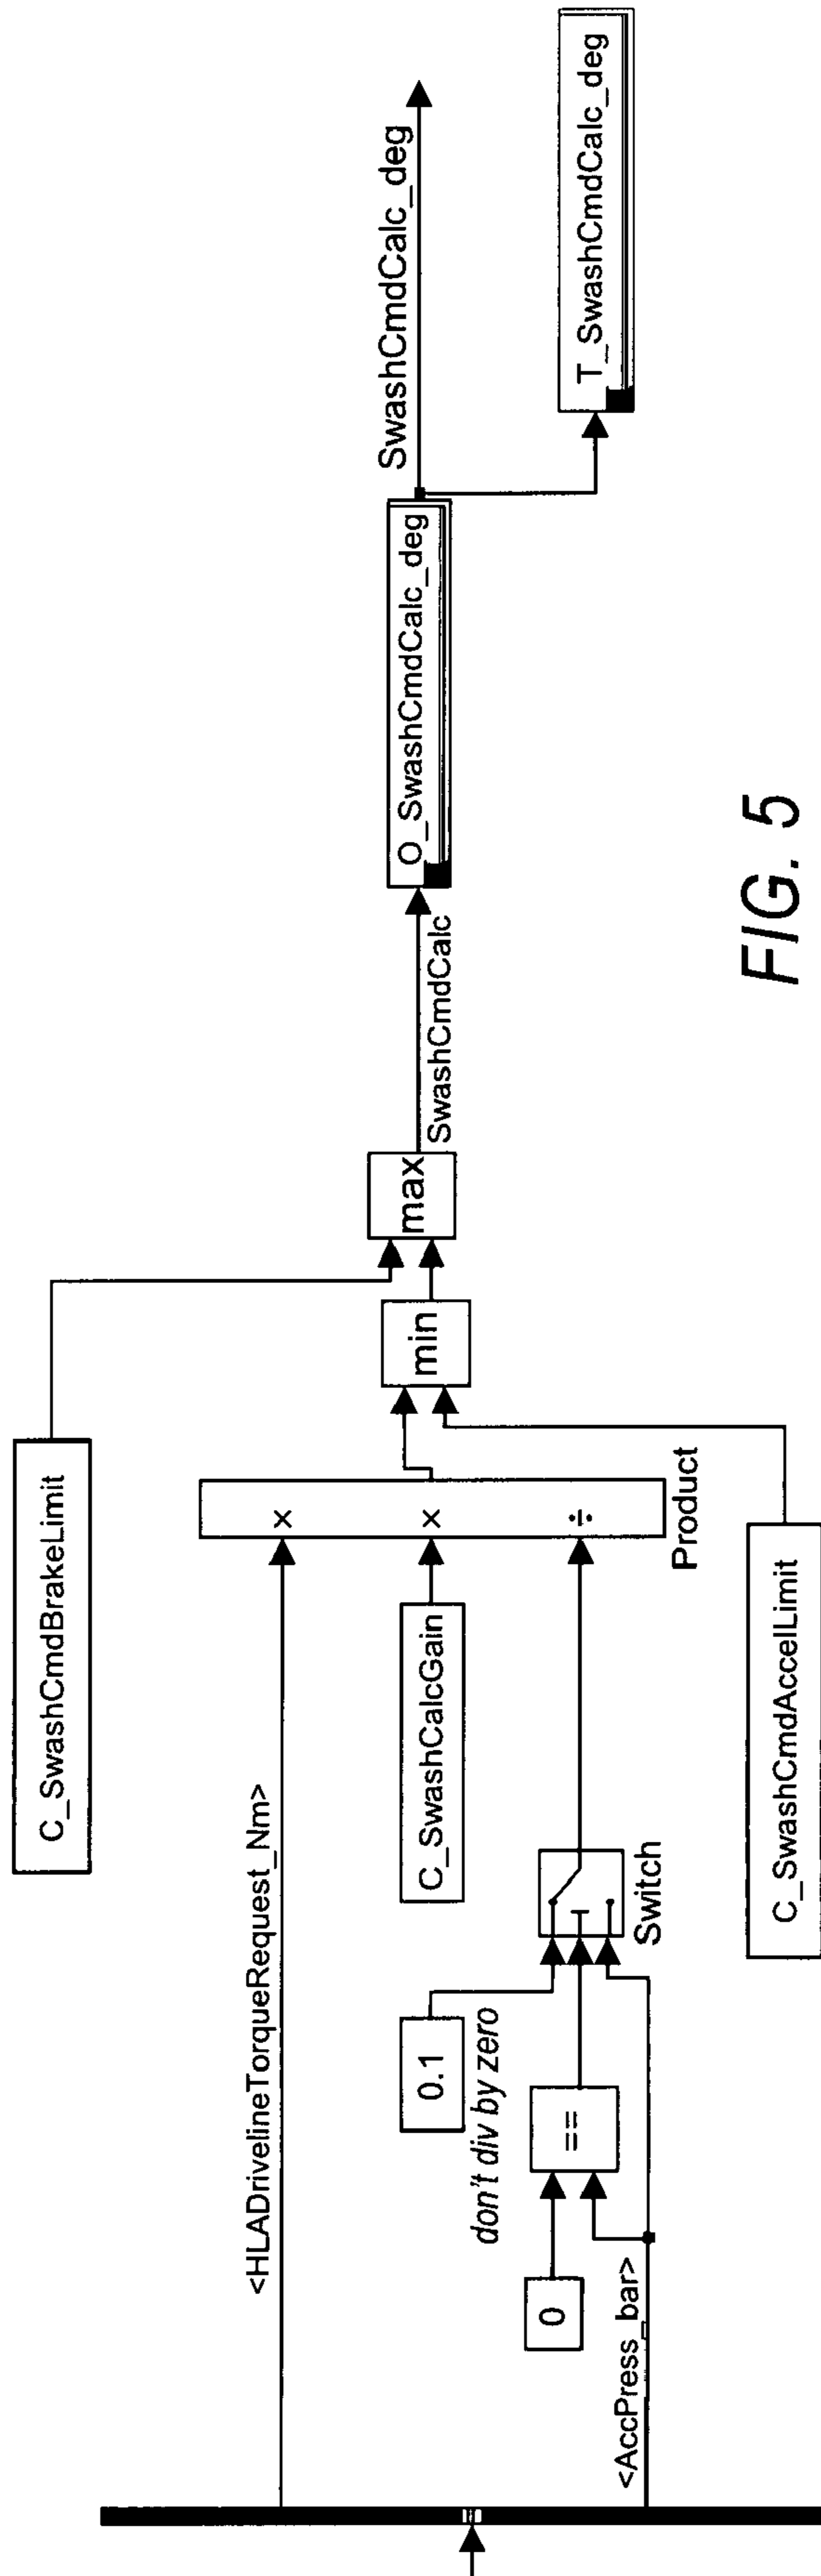 C_SwashCmdBrakeLimit
<HLADrivelineTorqueRequest_Nm>
0.1
don't div by zero
0
==
<AccPress_bar>
Switch
C_SwashCalcGain
×
×
÷
Product
C_SwashCmdAccelLimit
min
max
SwashCmdCalc
O_SwashCmdCalc_deg
SwashCmdCalc_deg
T_SwashCmdCalc_deg
FIG. 5